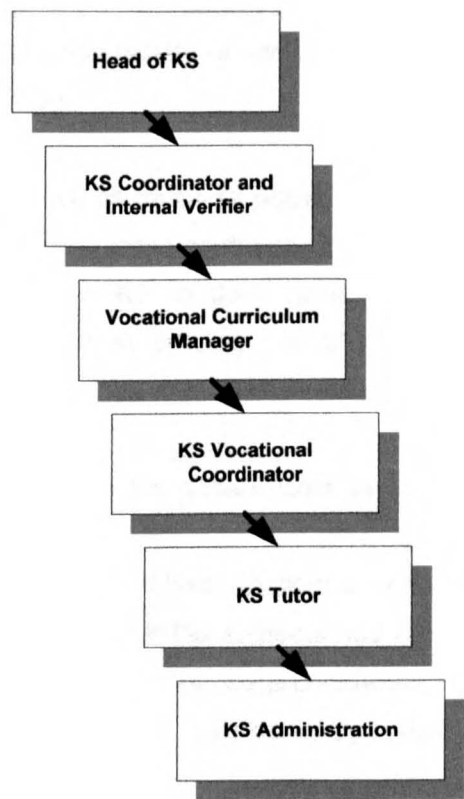 Head of KS
KS Coordinator and
Internal Verifier
Vocational Curriculum
Manager
KS Vocational
Coordinator
KS Tutor
KS Administration